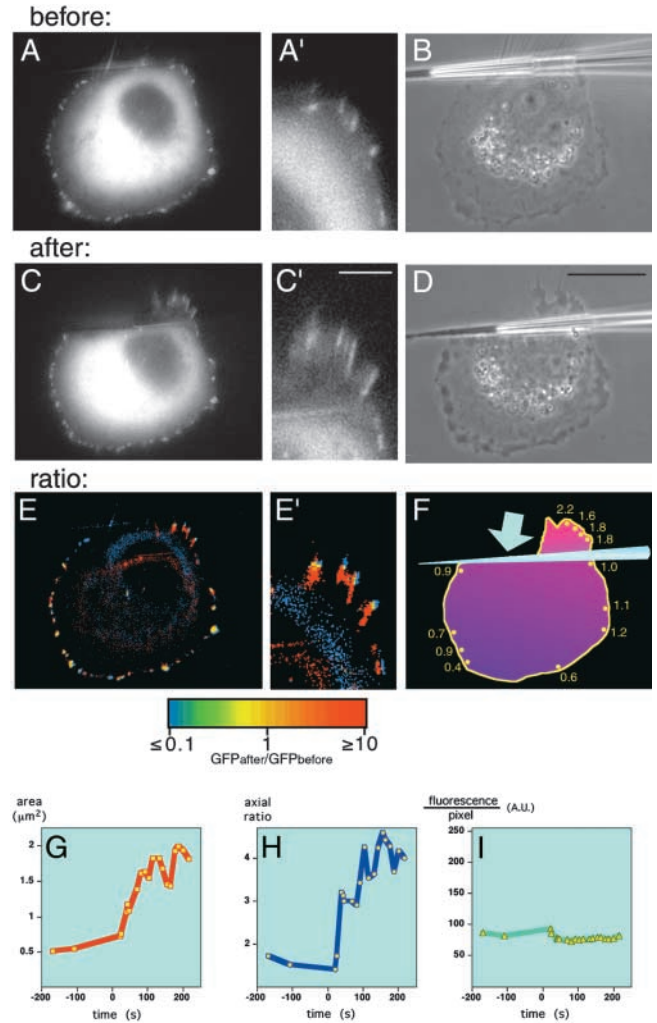 before:
A
A'
B
after:
C
C'
D
ratio:
E
E'
F
2.2
1.6
1.8
1.8
0.9
1.0
1.1
1.2
0.7
0.9
0.4
0.6
≤0.1 1 ≥10
GFPafter/GFPbefore
area
(μm²)
G
2
1
0.5
-200 -100 0 100 200
time (s)
axial
ratio
H
4
3
2
-200 -100 0 100 200
time (s)
fluorescence
pixel
(A.U.)
I
250
200
150
100
50
-200 -100 0 100 200
time (s)